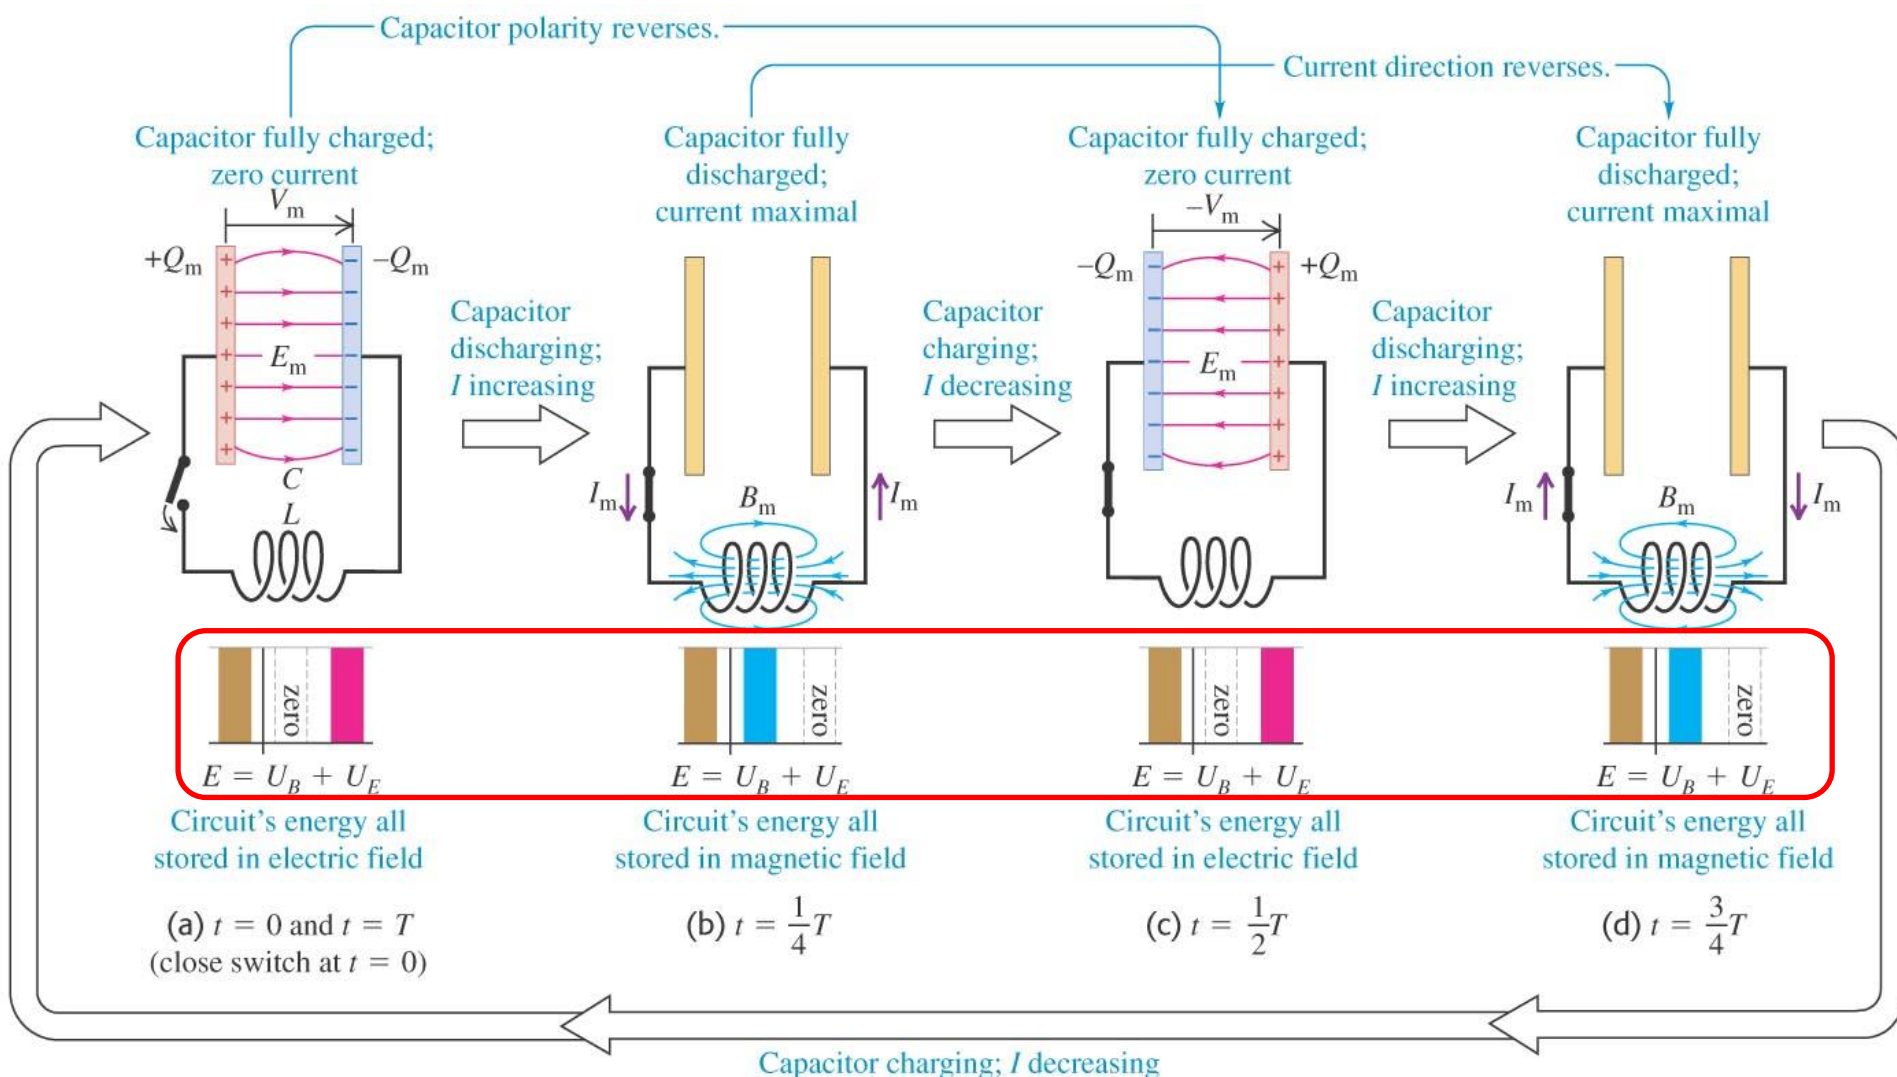 Capacitor polarity reverses.
Current direction reverses.
Capacitor fully charged;
zero current
Capacitor fully
discharged;
current maximal
Capacitor fully charged;
zero current
Capacitor fully
discharged;
current maximal
Vm
+Qm
−Qm
Em
C
L
Capacitor
discharging;
I increasing
Im
Im
Bm
Capacitor
charging;
I decreasing
−Vm
−Qm
+Qm
Em
Capacitor
discharging;
I increasing
Im
Im
Bm
zero
zero
zero
zero
E = UB + UE
E = UB + UE
E = UB + UE
E = UB + UE
Circuit's energy all
stored in electric field
Circuit's energy all
stored in magnetic field
Circuit's energy all
stored in electric field
Circuit's energy all
stored in magnetic field
(a) t = 0 and t = T
(close switch at t = 0)
(b) t = 1/4 T
(c) t = 1/2 T
(d) t = 3/4 T
Capacitor charging; I decreasing